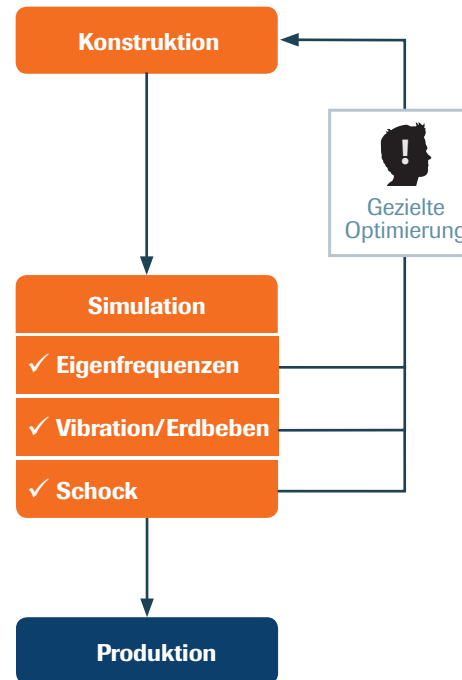 Konstruktion
!
Gezielte
Optimierung
Simulation
✓ Eigenfrequenzen
✓ Vibration/Erdbeben
✓ Schock
Produktion